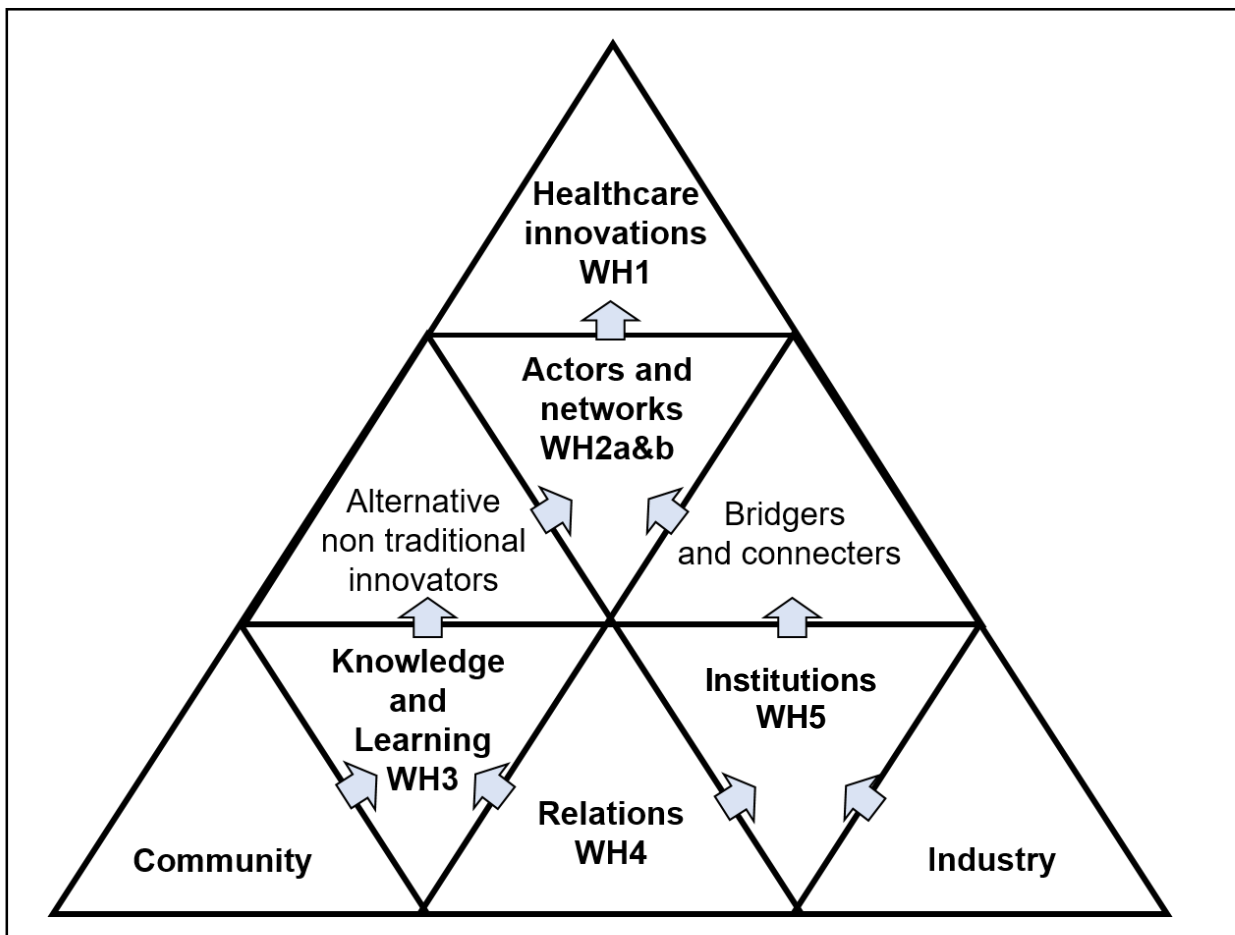 Healthcare
innovations
WH1
Actors and
networks
WH2a&b
Alternative
non traditional
innovators
Bridgers
and connecters
Knowledge
and
Learning
WH3
Institutions
WH5
Community
Relations
WH4
Industry